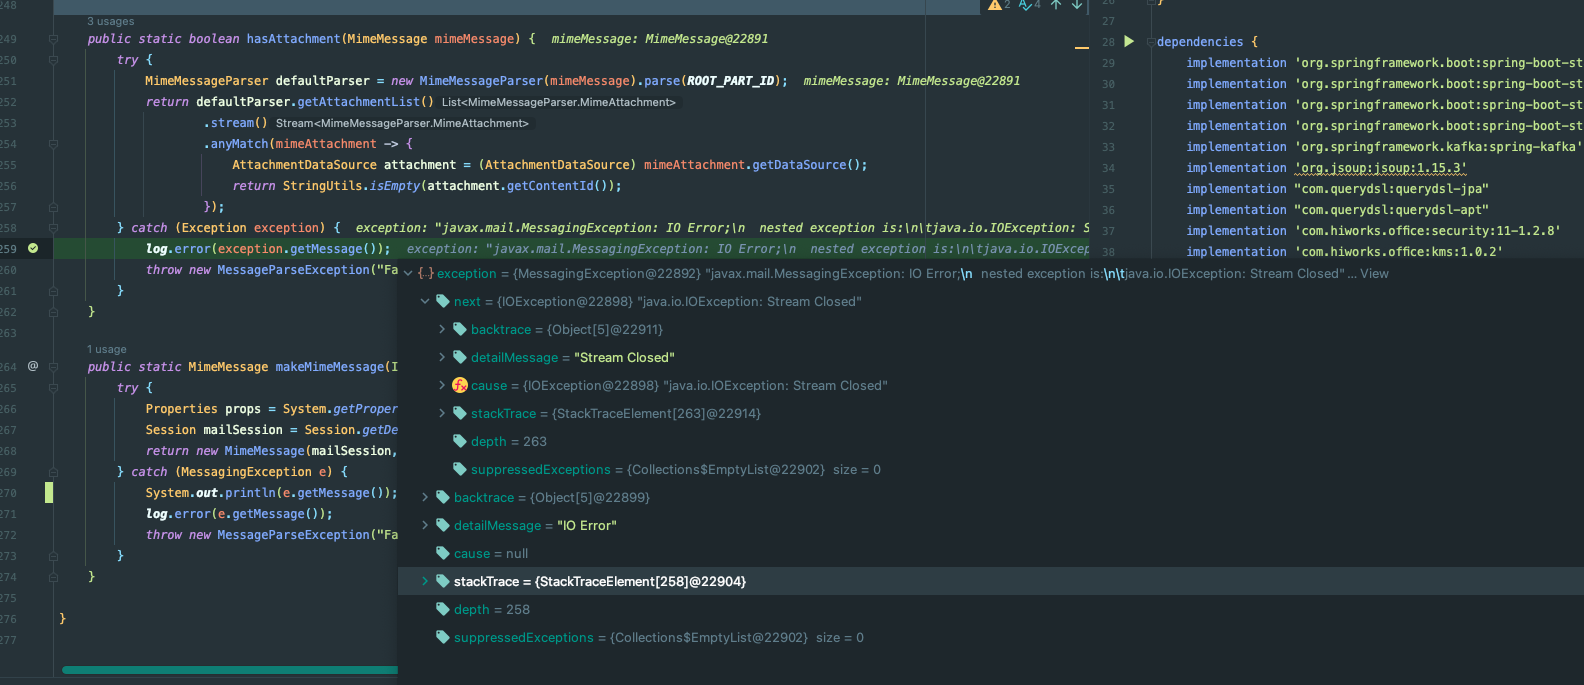 248
3 usages
249 public static boolean hasAttachment(MimeMessage mimeMessage) { mimeMessage: MimeMessage@22891
250 try {
251 MimeMessageParser defaultParser = new MimeMessageParser(mimeMessage).parse(ROOT_PART_ID); mimeMessage: MimeMessage@22891
252 return defaultParser.getAttachmentList() List<MimeMessageParser.MimeAttachment>
253 .stream() Stream<MimeMessageParser.MimeAttachment>
254 .anyMatch(mimeAttachment -> {
255 AttachmentDataSource attachment = (AttachmentDataSource) mimeAttachment.getDataSource();
256 return StringUtils.isEmpty(attachment.getContentId());
257 });
258 } catch (Exception exception) { exception: "javax.mail.MessagingException: IO Error;\n nested exception is:\n\tjava.io.IOException: S
259 log.error(exception.getMessage()); exception: "javax.mail.MessagingException: IO Error;\n nested exception is:\n\tjava.io.IOExcep
260 throw new MessageParseException("Fa
261 }
262 }
263
1 usage
264 @ public static MimeMessage makeMimeMessage(I
265 try {
266 Properties props = System.getProper
267 Session mailSession = Session.getDe
268 return new MimeMessage(mailSession,
269 } catch (MessagingException e) {
270 System.out.println(e.getMessage());
271 log.error(e.getMessage());
272 throw new MessageParseException("Fa
273 }
274 }
275
276 }
277
2 4
26 }
27
28 dependencies {
29 implementation 'org.springframework.boot:spring-boot-st
30 implementation 'org.springframework.boot:spring-boot-st
31 implementation 'org.springframework.boot:spring-boot-st
32 implementation 'org.springframework.boot:spring-boot-st
33 implementation 'org.springframework.kafka:spring-kafka'
34 implementation 'org.jsoup:jsoup:1.15.3'
35 implementation "com.querydsl:querydsl-jpa"
36 implementation "com.querydsl:querydsl-apt"
37 implementation 'com.hiworks.office:security:11-1.2.8'
38 implementation 'com.hiworks.office:kms:1.0.2'
{..} exception = {MessagingException@22892} "javax.mail.MessagingException: IO Error;\n nested exception is:\n\tjava.io.IOException: Stream Closed" ... View
next = {IOException@22898} "java.io.IOException: Stream Closed"
backtrace = {Object[5]@22911}
detailMessage = "Stream Closed"
cause = {IOException@22898} "java.io.IOException: Stream Closed"
stackTrace = {StackTraceElement[263]@22914}
depth = 263
suppressedExceptions = {Collections$EmptyList@22902} size = 0
backtrace = {Object[5]@22899}
detailMessage = "IO Error"
cause = null
stackTrace = {StackTraceElement[258]@22904}
depth = 258
suppressedExceptions = {Collections$EmptyList@22902} size = 0